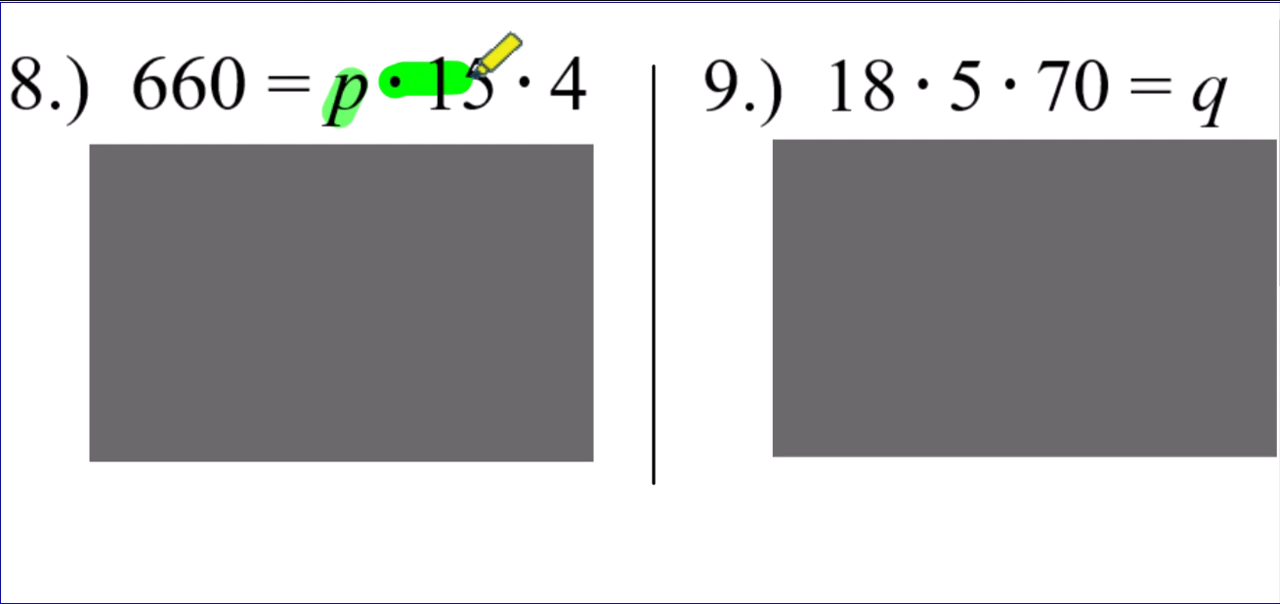 8.) 660 = p · 15 · 4
9.) 18 · 5 · 70 = q